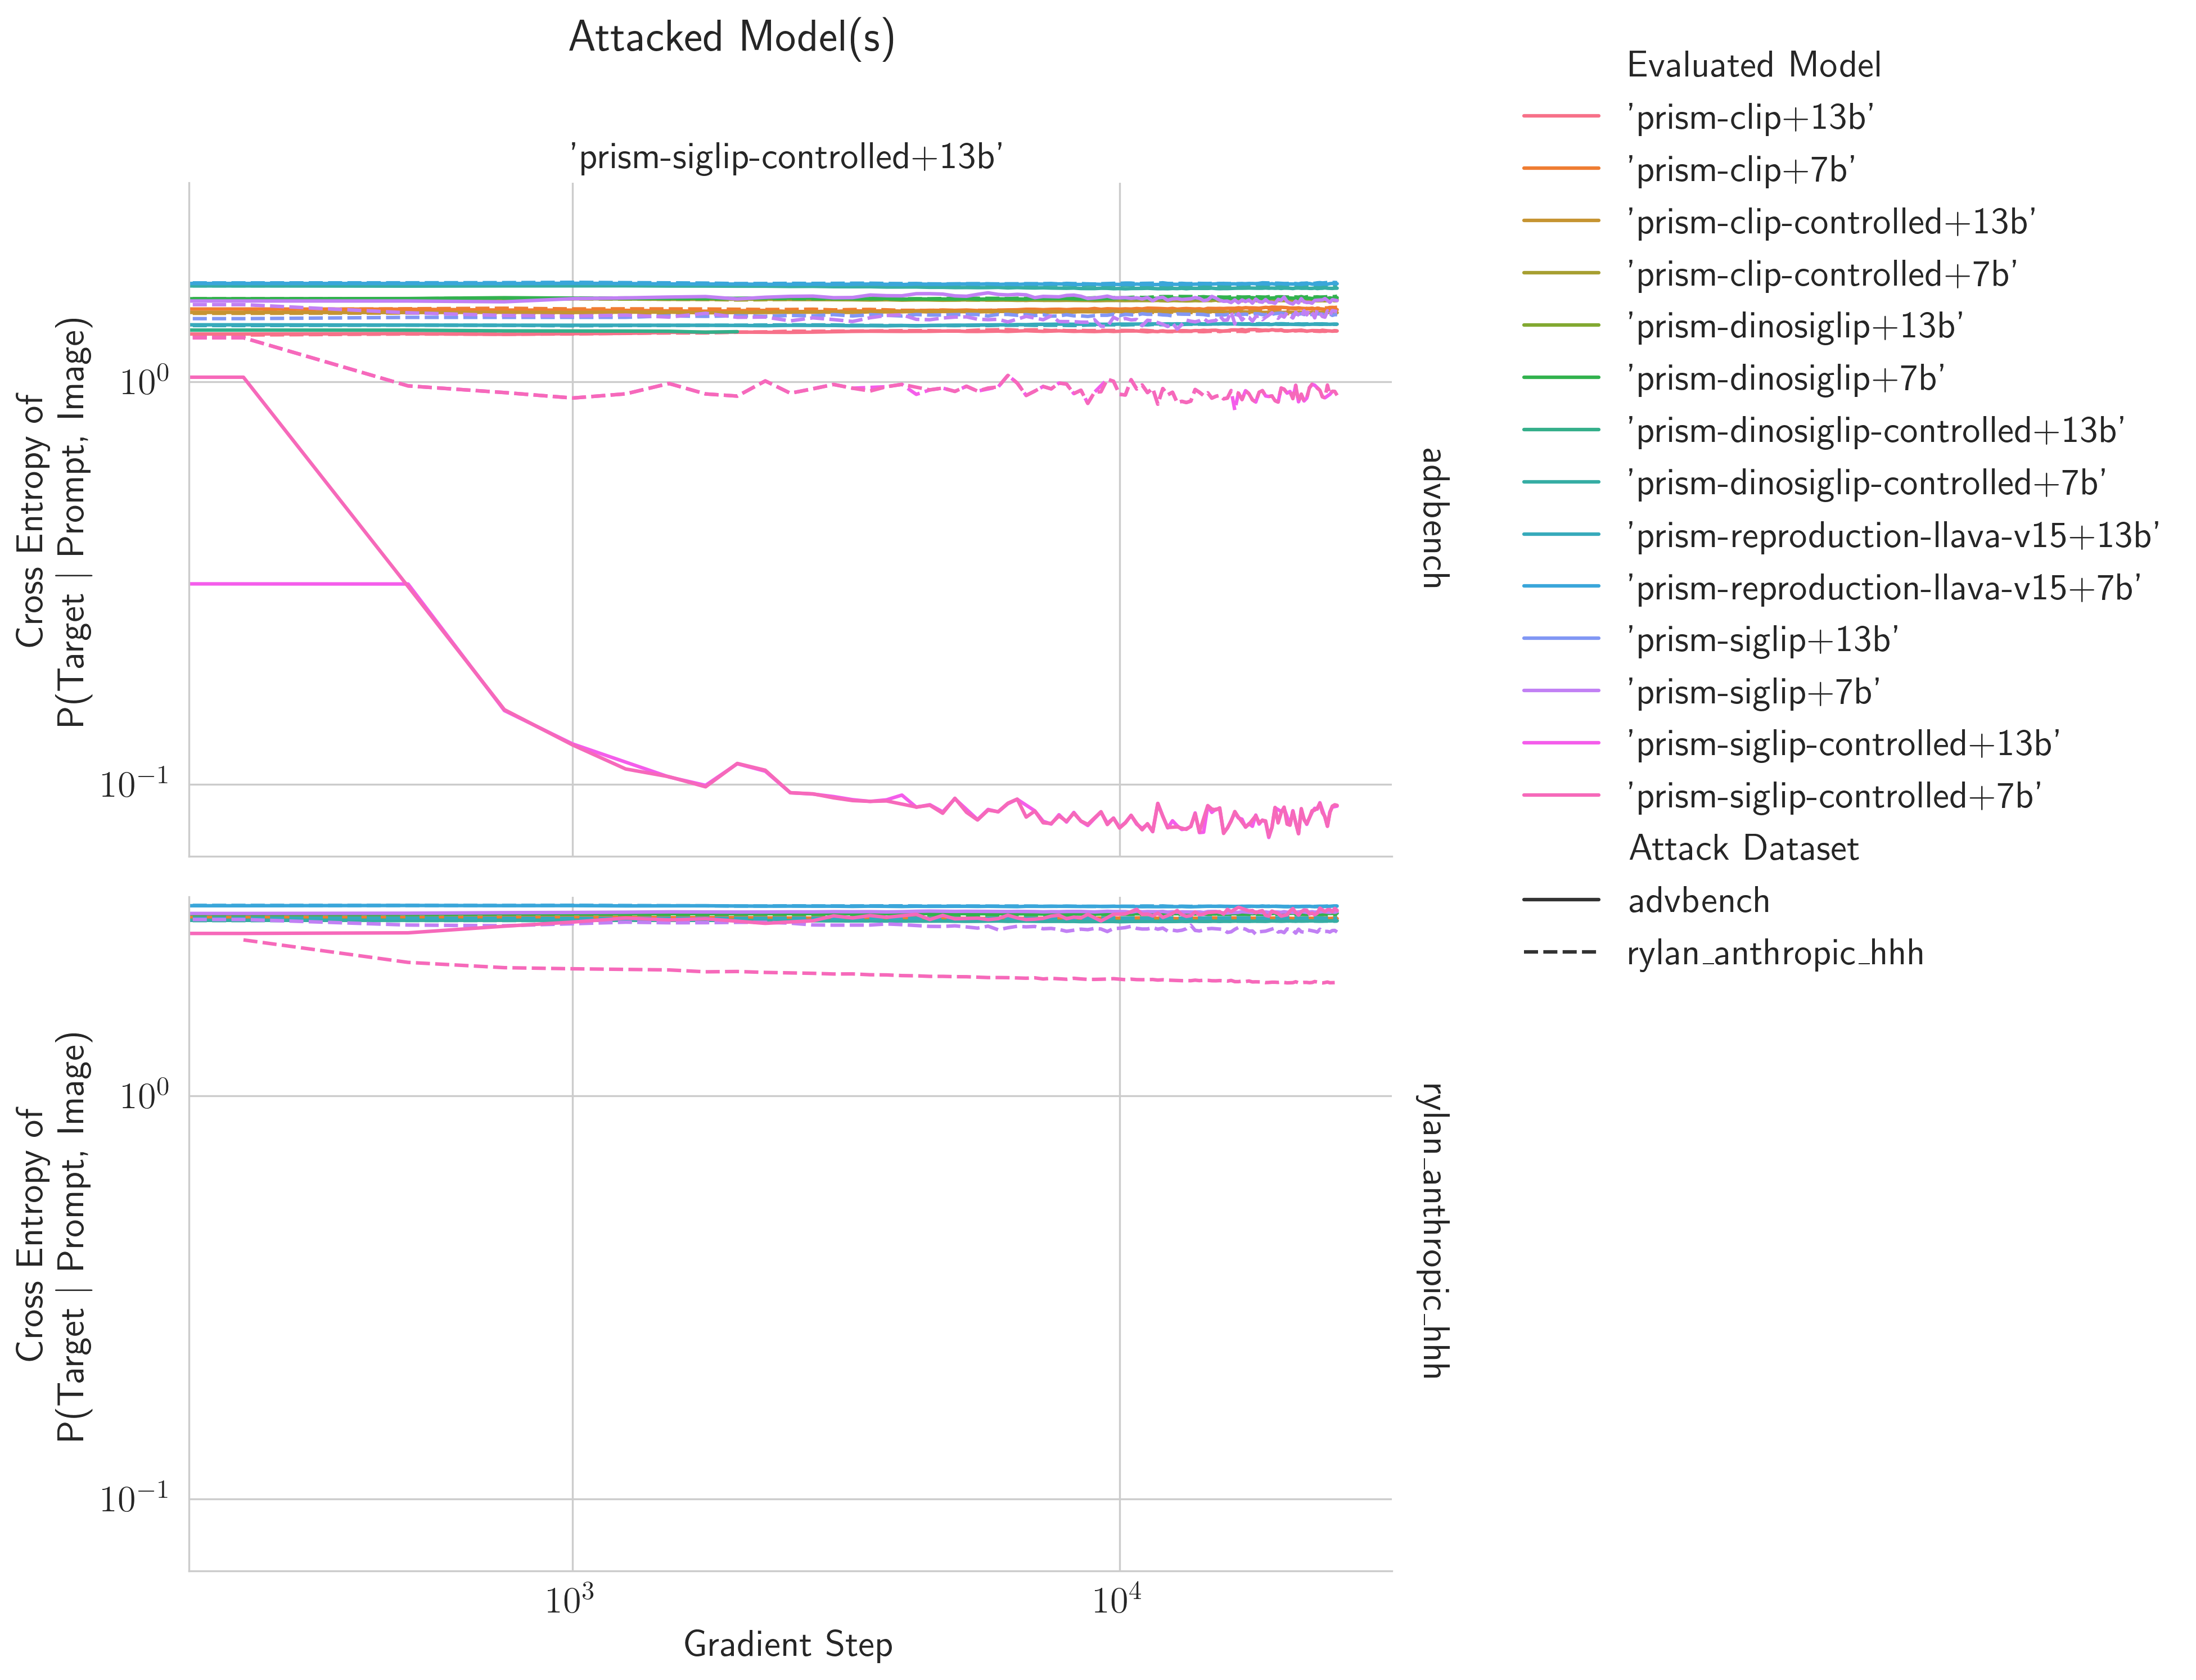 Attacked Model(s)
'prism-siglip-controlled+13b'
Cross Entropy of
P(Target | Prompt, Image)
10^0
10^-1
advbench
Cross Entropy of
P(Target | Prompt, Image)
10^0
10^-1
rylan_anthropic_hhh
10^3
10^4
Gradient Step
Evaluated Model
'prism-clip+13b'
'prism-clip+7b'
'prism-clip-controlled+13b'
'prism-clip-controlled+7b'
'prism-dinosiglip+13b'
'prism-dinosiglip+7b'
'prism-dinosiglip-controlled+13b'
'prism-dinosiglip-controlled+7b'
'prism-reproduction-llava-v15+13b'
'prism-reproduction-llava-v15+7b'
'prism-siglip+13b'
'prism-siglip+7b'
'prism-siglip-controlled+13b'
'prism-siglip-controlled+7b'
Attack Dataset
advbench
rylan_anthropic_hhh